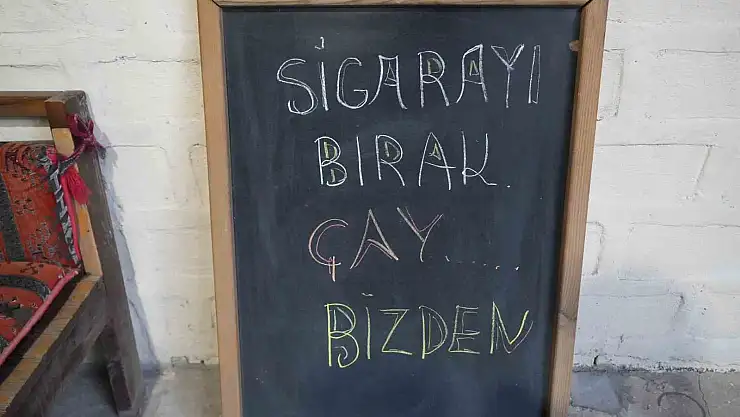 SİGARAYI
BIRAK.
ÇAY......
BİZDEN